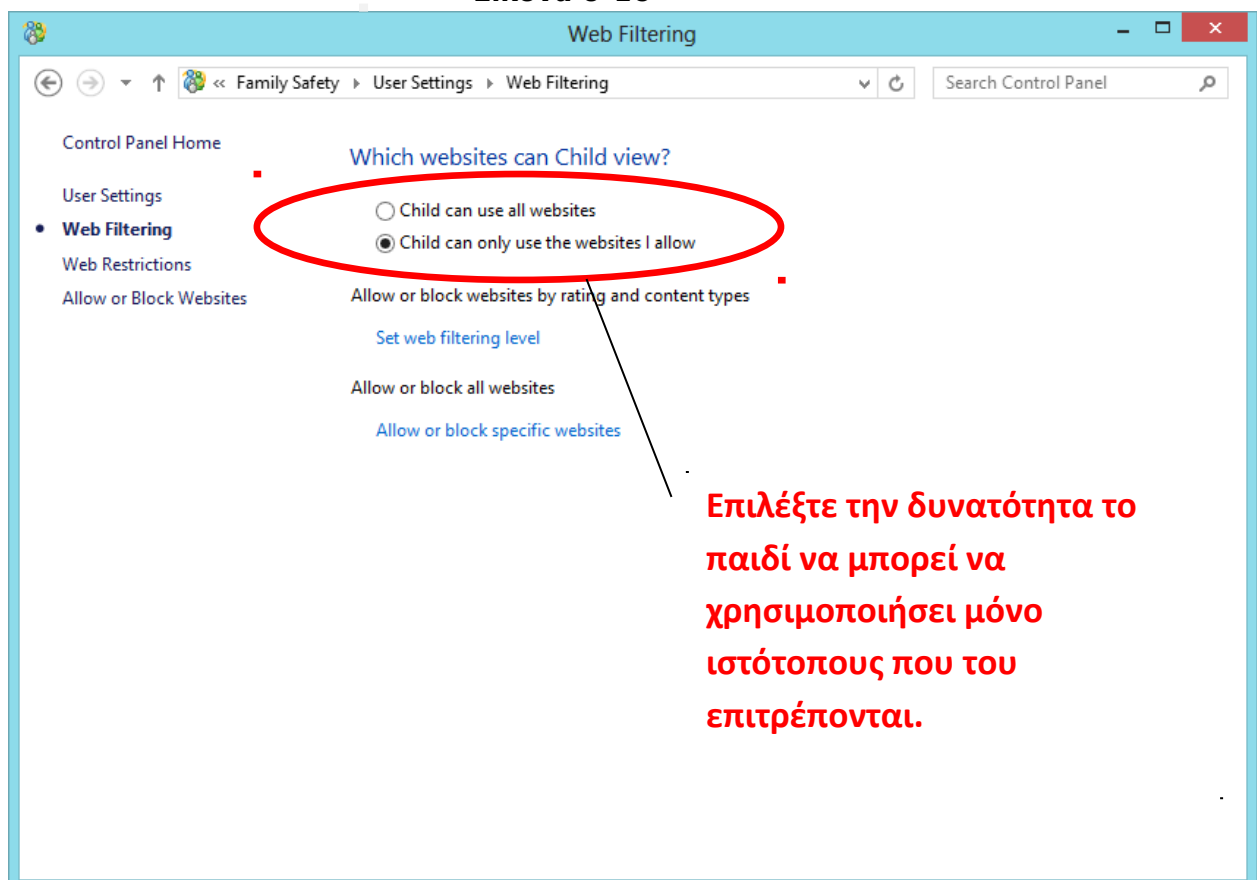 Web Filtering
« Family Safety ▸ User Settings ▸ Web Filtering
Search Control Panel
Control Panel Home
User Settings
Web Filtering
Web Restrictions
Allow or Block Websites
Which websites can Child view?
Child can use all websites
Child can only use the websites I allow
Allow or block websites by rating and content types
Set web filtering level
Allow or block all websites
Allow or block specific websites
Επιλέξτε την δυνατότητα το
παιδί να μπορεί να
χρησιμοποιήσει μόνο
ιστότοπους που του
επιτρέπονται.